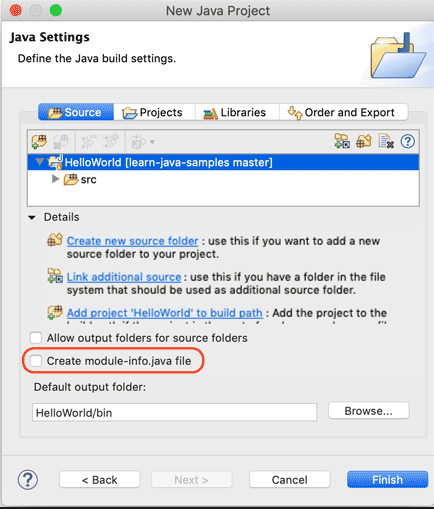 New Java Project
Java Settings
Define the Java build settings.
Source
Projects
Libraries
Order and Export
HelloWorld [learn-java-samples master]
src
Details
Create new source folder : use this if you want to add a new
source folder to your project.
Link additional source : use this if you have a folder in the file
system that should be used as additional source folder.
Add project 'HelloWorld' to build path : Add the project to the
Allow output folders for source folders
Create module-info.java file
Default output folder:
HelloWorld/bin
Browse...
?
< Back
Next >
Cancel
Finish